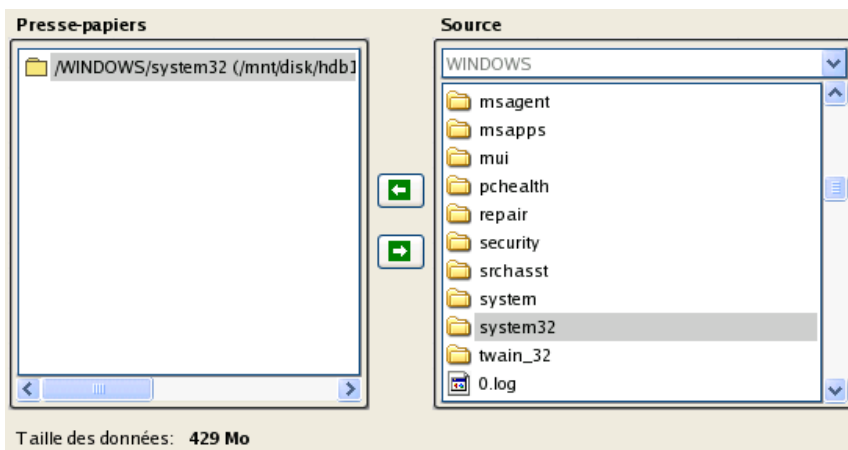 Presse-papiers
/WINDOWS/system32 (/mnt/disk/hdb1
Source
WINDOWS
msagent
msapps
mui
pchealth
repair
security
srchasst
system
system32
twain_32
0.log
Taille des données: 429 Mo